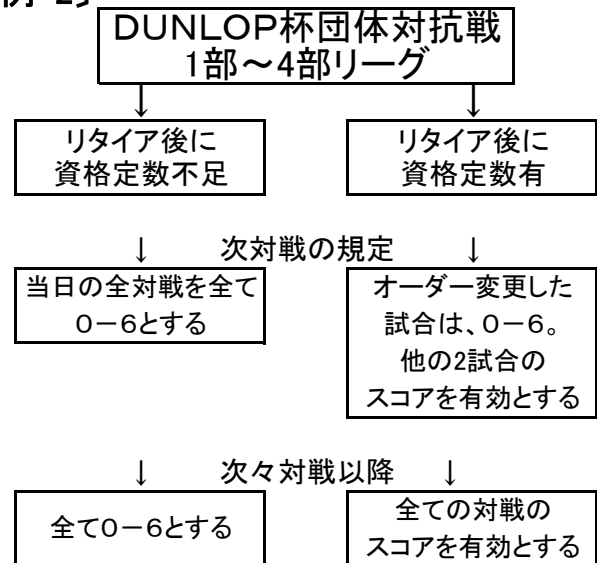 例 2」
DUNLOP杯団体対抗戦
1部～4部リーグ
↓ ↓
リタイア後に
資格定数不足
リタイア後に
資格定数有
↓ 次対戦の規定 ↓
当日の全対戦を全て
０－６とする
オーダー変更した
試合は、０－６。
他の2試合の
スコアを有効とする
↓ 次々対戦以降 ↓
全て０－６とする
全ての対戦の
スコアを有効とする